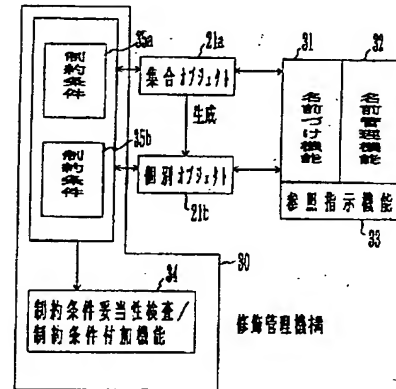 35a
制約条件
35b
制約条件
21a
集合オブジェクト
生成
個別オブジェクト
21b
31
名前づけ機能
32
名前管理機能
参照指示機能
33
34
制約条件妥当性検査/
制約条件付加機能
30
修飾管理機構